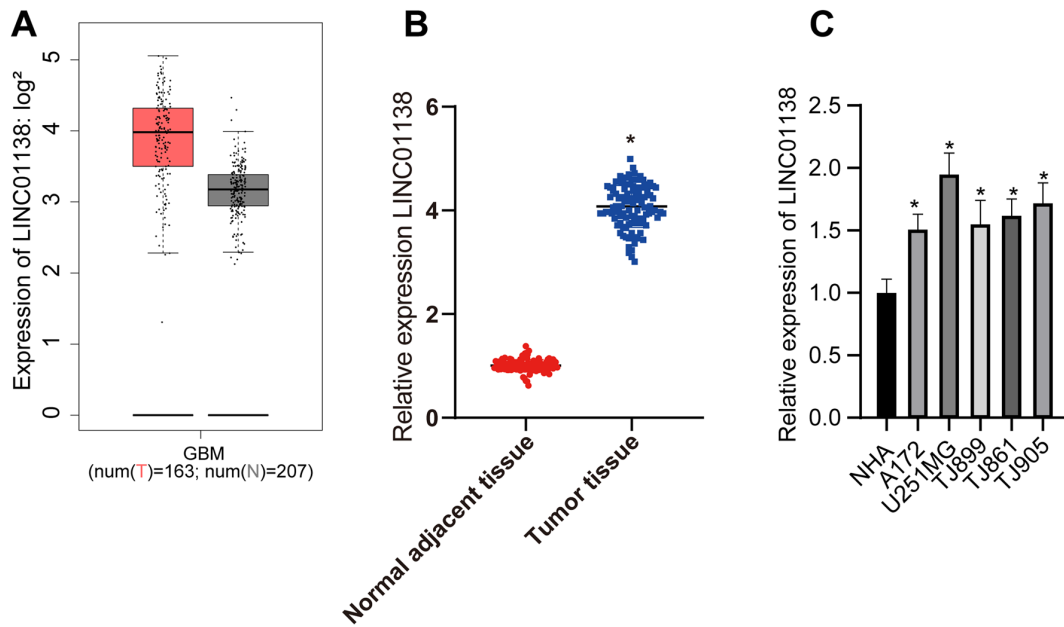 A
Expression of LINC01138: log²
5
4
3
2
1
0
GBM
(num(T)=163; num(N)=207)
B
Relative expression LINC01138
6
4
2
0
*
Normal adjacent tissue
Tumor tissue
C
Relative expression of LINC01138
2.5
2.0
1.5
1.0
0.5
0.0
* * * * *
NHA
A172
U251MG
TJ899
TJ861
TJ905